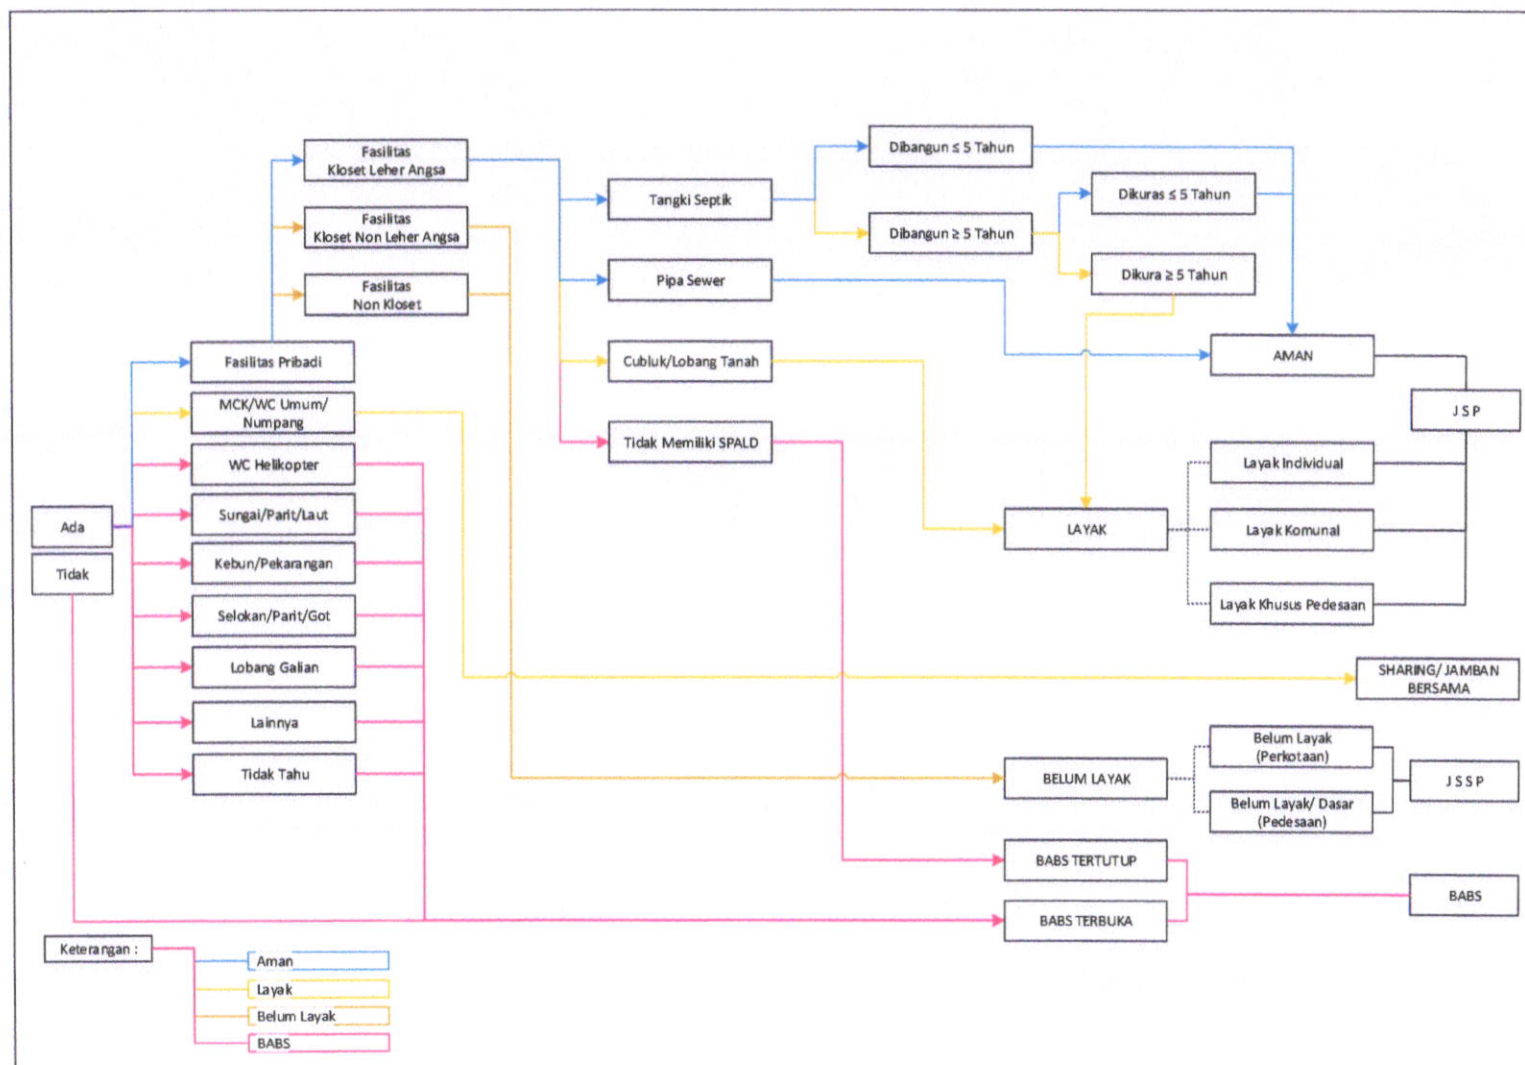 Fasilitas
Kloset Leher Angsa
Fasilitas
Kloset Non Leher Angsa
Fasilitas
Non Kloset
Tangki Septik
Pipa Sewer
Cubluk/Lobang Tanah
Tidak Memiliki SPALD
Dibangun ≤ 5 Tahun
Dibangun ≥ 5 Tahun
Dikuras ≤ 5 Tahun
Dikura ≥ 5 Tahun
Fasilitas Pribadi
MCK/WC Umum/
Numpang
WC Helikopter
Sungai/Parit/Laut
Kebun/Pekarangan
Selokan/Parit/Got
Lobang Galian
Lainnya
Tidak Tahu
Ada
Tidak
AMAN
J S P
LAYAK
Layak Individual
Layak Komunal
Layak Khusus Pedesaan
SHARING/ JAMBAN
BERSAMA
BELUM LAYAK
Belum Layak
(Perkotaan)
Belum Layak/ Dasar
(Pedesaan)
J S S P
BABS TERTUTUP
BABS TERBUKA
BABS
Keterangan :
Aman
Layak
Belum Layak
BABS